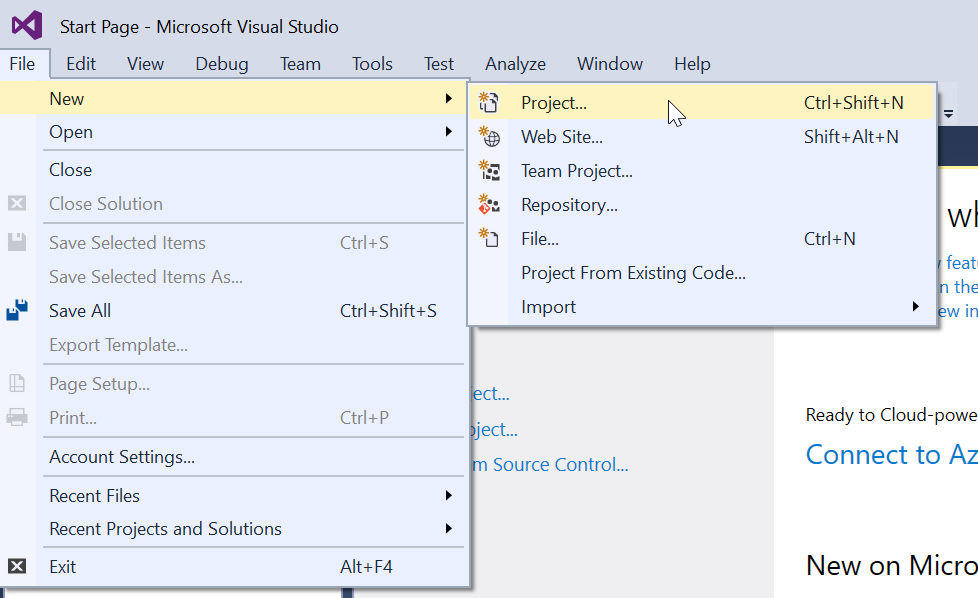 Start Page - Microsoft Visual Studio
File Edit View Debug Team Tools Test Analyze Window Help
New
Open
Close
Close Solution
Save Selected Items Ctrl+S
Save Selected Items As...
Save All Ctrl+Shift+S
Export Template...
Page Setup...
Print... Ctrl+P
Account Settings...
Recent Files
Recent Projects and Solutions
Exit Alt+F4
Project... Ctrl+Shift+N
Web Site... Shift+Alt+N
Team Project...
Repository...
File... Ctrl+N
Project From Existing Code...
Import
ect...
ject...
m Source Control...
wh
featu
n the
ew in
Ready to Cloud-powe
Connect to Az
New on Micro